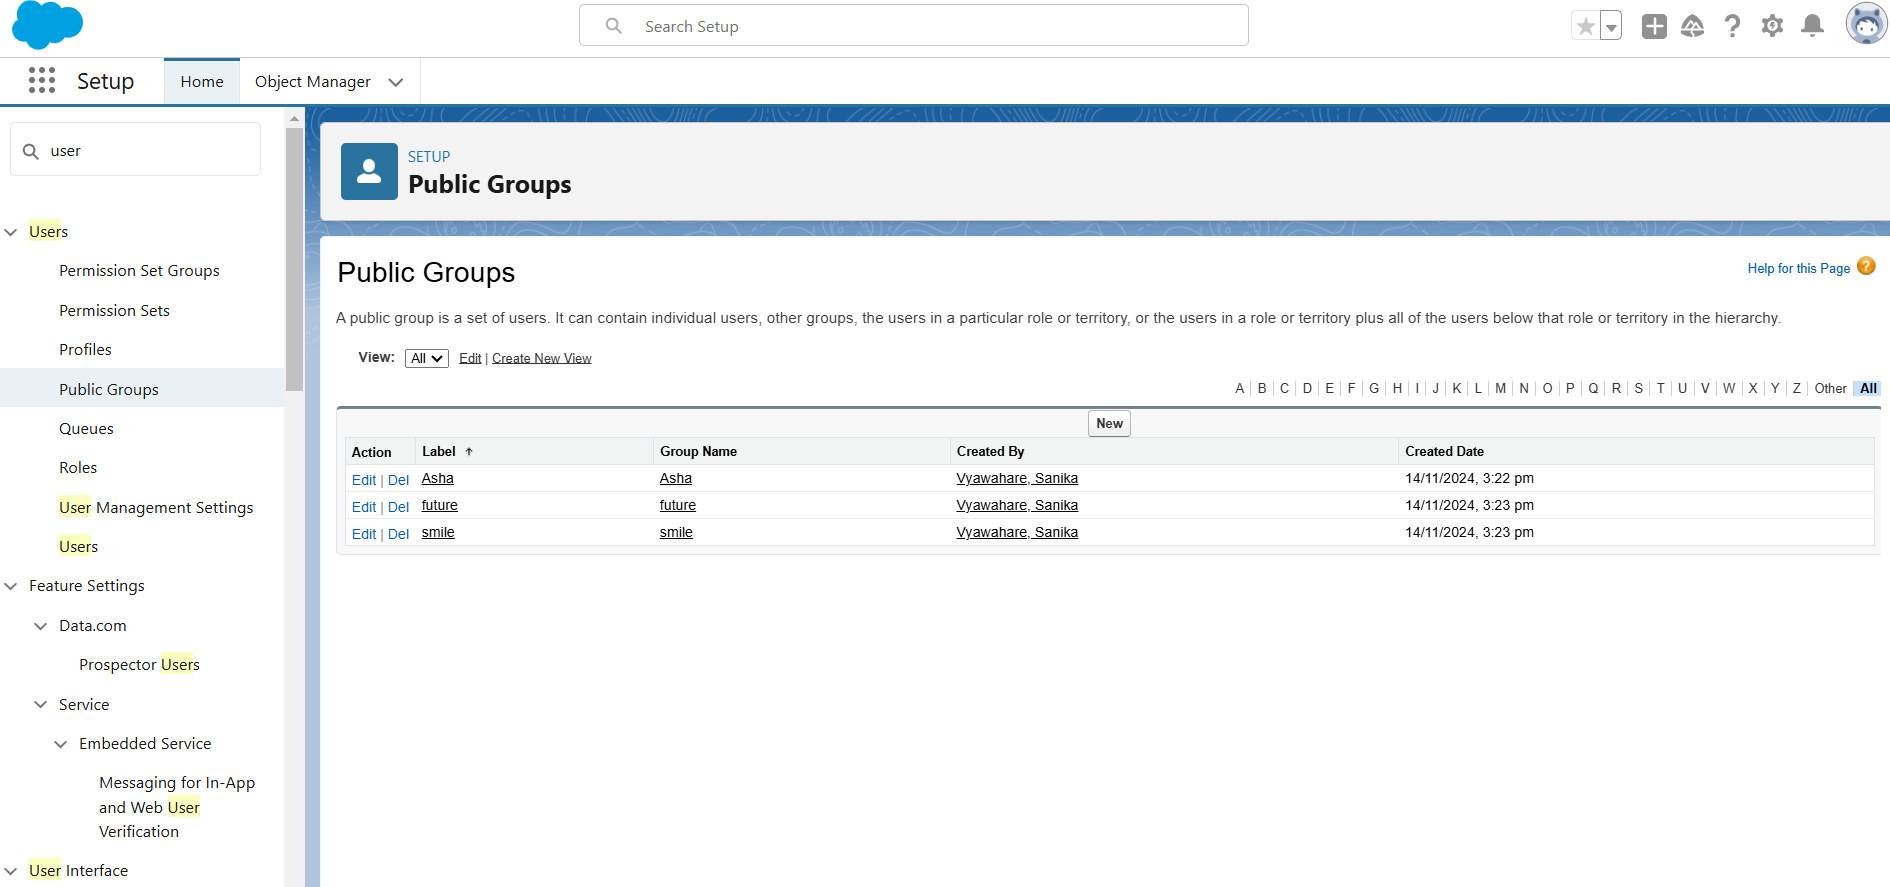 Search Setup
Setup
Home
Object Manager
user
Users
Permission Set Groups
Permission Sets
Profiles
Public Groups
Queues
Roles
User Management Settings
Users
Feature Settings
Data.com
Prospector Users
Service
Embedded Service
Messaging for In-App
and Web User
Verification
User Interface
SETUP
Public Groups
Public Groups
Help for this Page ?
A public group is a set of users. It can contain individual users, other groups, the users in a particular role or territory, or the users in a role or territory plus all of the users below that role or territory in the hierarchy.
View: All Edit | Create New View
A | B | C | D | E | F | G | H | I | J | K | L | M | N | O | P | Q | R | S | T | U | V | W | X | Y | Z | Other | All
New
Action Label Group Name Created By Created Date
Edit | Del Asha Asha Vyawahare, Sanika 14/11/2024, 3:22 pm
Edit | Del future future Vyawahare, Sanika 14/11/2024, 3:23 pm
Edit | Del smile smile Vyawahare, Sanika 14/11/2024, 3:23 pm